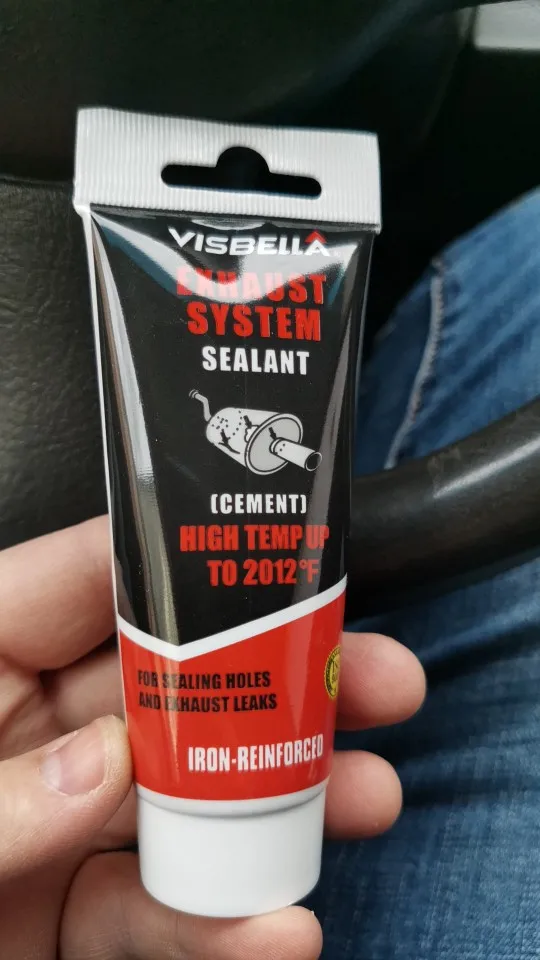 VISBELLA
EXHAUST
SYSTEM
SEALANT
(CEMENT)
HIGH TEMP UP
TO 2012°F
FOR SEALING HOLES
AND EXHAUST LEAKS
IRON-REINFORCED